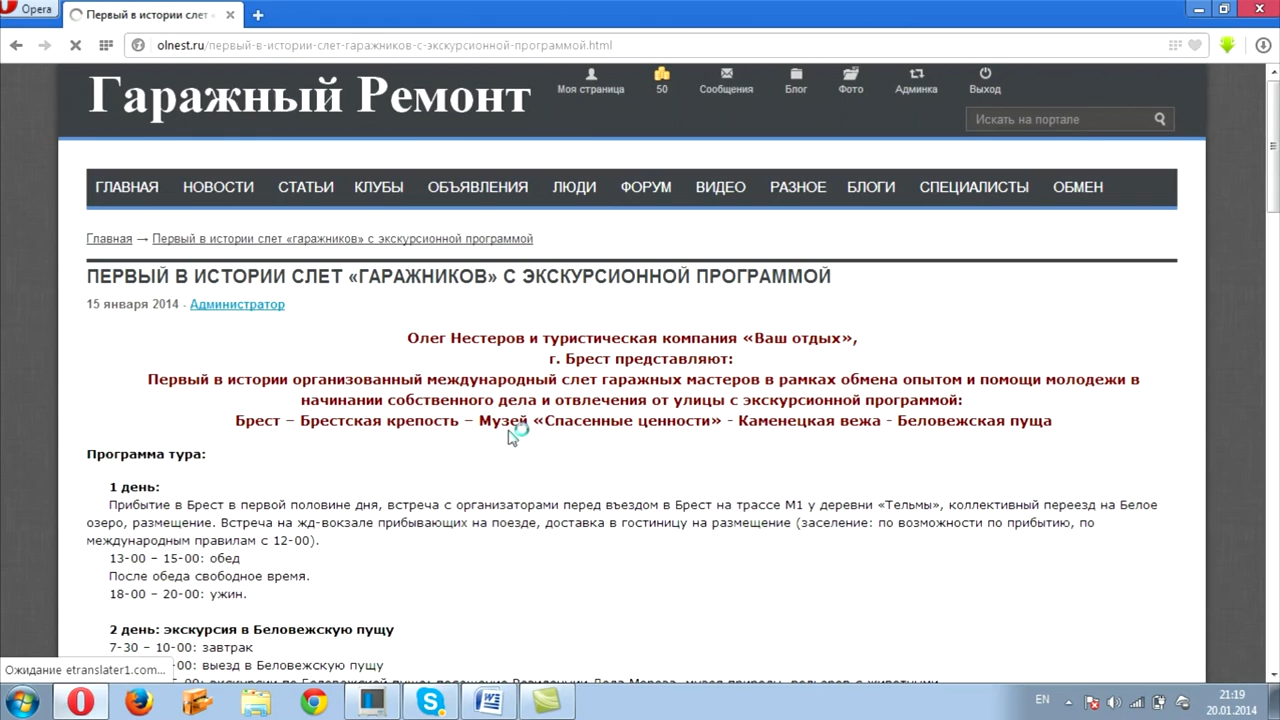 Opera
Первый в истории слет -
olnest.ru/первый-в-истории-слет-гаражников-с-экскурсионной-программой.html
Гаражный Ремонт
Моя страница
50
Сообщения
Блог
Фото
Админка
Выход
Искать на портале
ГЛАВНАЯ НОВОСТИ СТАТЬИ КЛУБЫ ОБЪЯВЛЕНИЯ ЛЮДИ ФОРУМ ВИДЕО РАЗНОЕ БЛОГИ СПЕЦИАЛИСТЫ ОБМЕН
Главная → Первый в истории слет «гаражников» с экскурсионной программой
ПЕРВЫЙ В ИСТОРИИ СЛЕТ «ГАРАЖНИКОВ» С ЭКСКУРСИОННОЙ ПРОГРАММОЙ
15 января 2014 - Администратор
Олег Нестеров и туристическая компания «Ваш отдых»,
г. Брест представляют:
Первый в истории организованный международный слет гаражных мастеров в рамках обмена опытом и помощи молодежи в
начинании собственного дела и отвлечения от улицы с экскурсионной программой:
Брест – Брестская крепость – Музей «Спасенные ценности» - Каменецкая вежа - Беловежская пуща
Программа тура:
1 день:
Прибытие в Брест в первой половине дня, встреча с организаторами перед въездом в Брест на трассе М1 у деревни «Тельмы», коллективный переезд на Белое
озеро, размещение. Встреча на жд-вокзале прибывающих на поезде, доставка в гостиницу на размещение (заселение: по возможности по прибытию, по
международным правилам с 12-00).
13-00 – 15-00: обед
После обеда свободное время.
18-00 – 20-00: ужин.
2 день: экскурсия в Беловежскую пущу
7-30 – 10-00: завтрак
-00: выезд в Беловежскую пущу
Ожидание etranslater1.com...
EN
21:19
20.01.2014